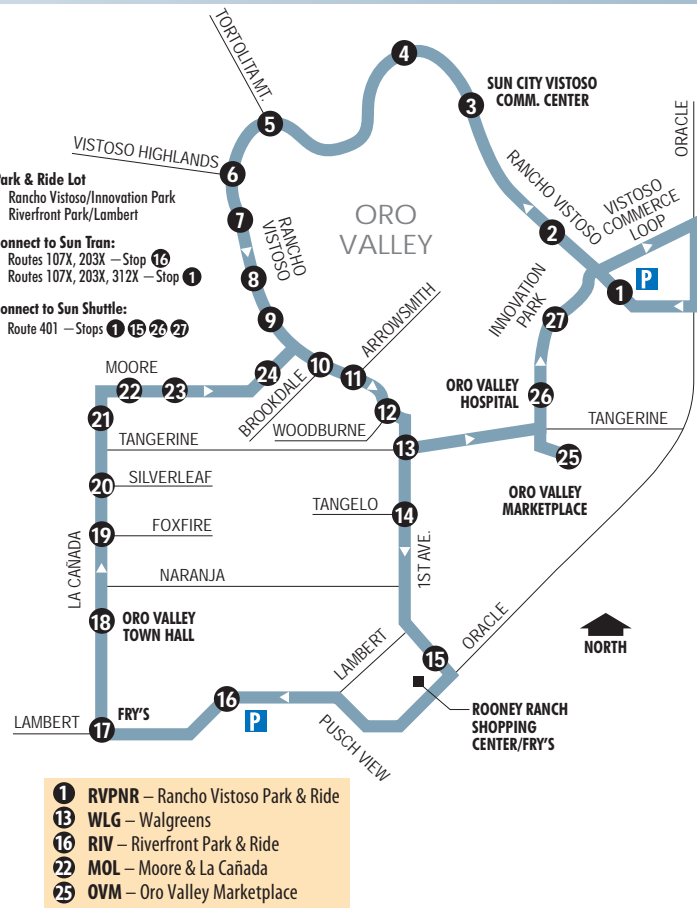 TORTOLITA MT.
4
SUN CITY VISTOSO
COMM. CENTER
3
5
ORACLE
VISTOSO HIGHLANDS
6
RANCHO VISTOSO
VISTOSO
COMMERCE
LOOP
ark & Ride Lot
Rancho Vistoso/Innovation Park
Riverfront Park/Lambert
7
RANCHO
VISTOSO
ORO
VALLEY
2
onnect to Sun Tran:
Routes 107X, 203X – Stop 16
Routes 107X, 203X, 312X – Stop 1
8
P
1
onnect to Sun Shuttle:
Route 401 – Stops 1 15 26 27
9
INNOVATION
PARK
27
ARROWSMITH
MOORE
22
23
24
BROOKDALE
10
11
ORO VALLEY
HOSPITAL
26
21
12
WOODBURNE
TANGERINE
TANGERINE
13
25
20
SILVERLEAF
ORO VALLEY
MARKETPLACE
TANGELO
14
19
FOXFIRE
LA CAÑADA
1ST AVE.
NARANJA
18
ORO VALLEY
TOWN HALL
ORACLE
NORTH
LAMBERT
15
16
P
FRY'S
LAMBERT
17
PUSCH VIEW
ROONEY RANCH
SHOPPING
CENTER/FRY'S
1 RVPNR – Rancho Vistoso Park & Ride
13 WLG – Walgreens
16 RIV – Riverfront Park & Ride
22 MOL – Moore & La Cañada
25 OVM – Oro Valley Marketplace